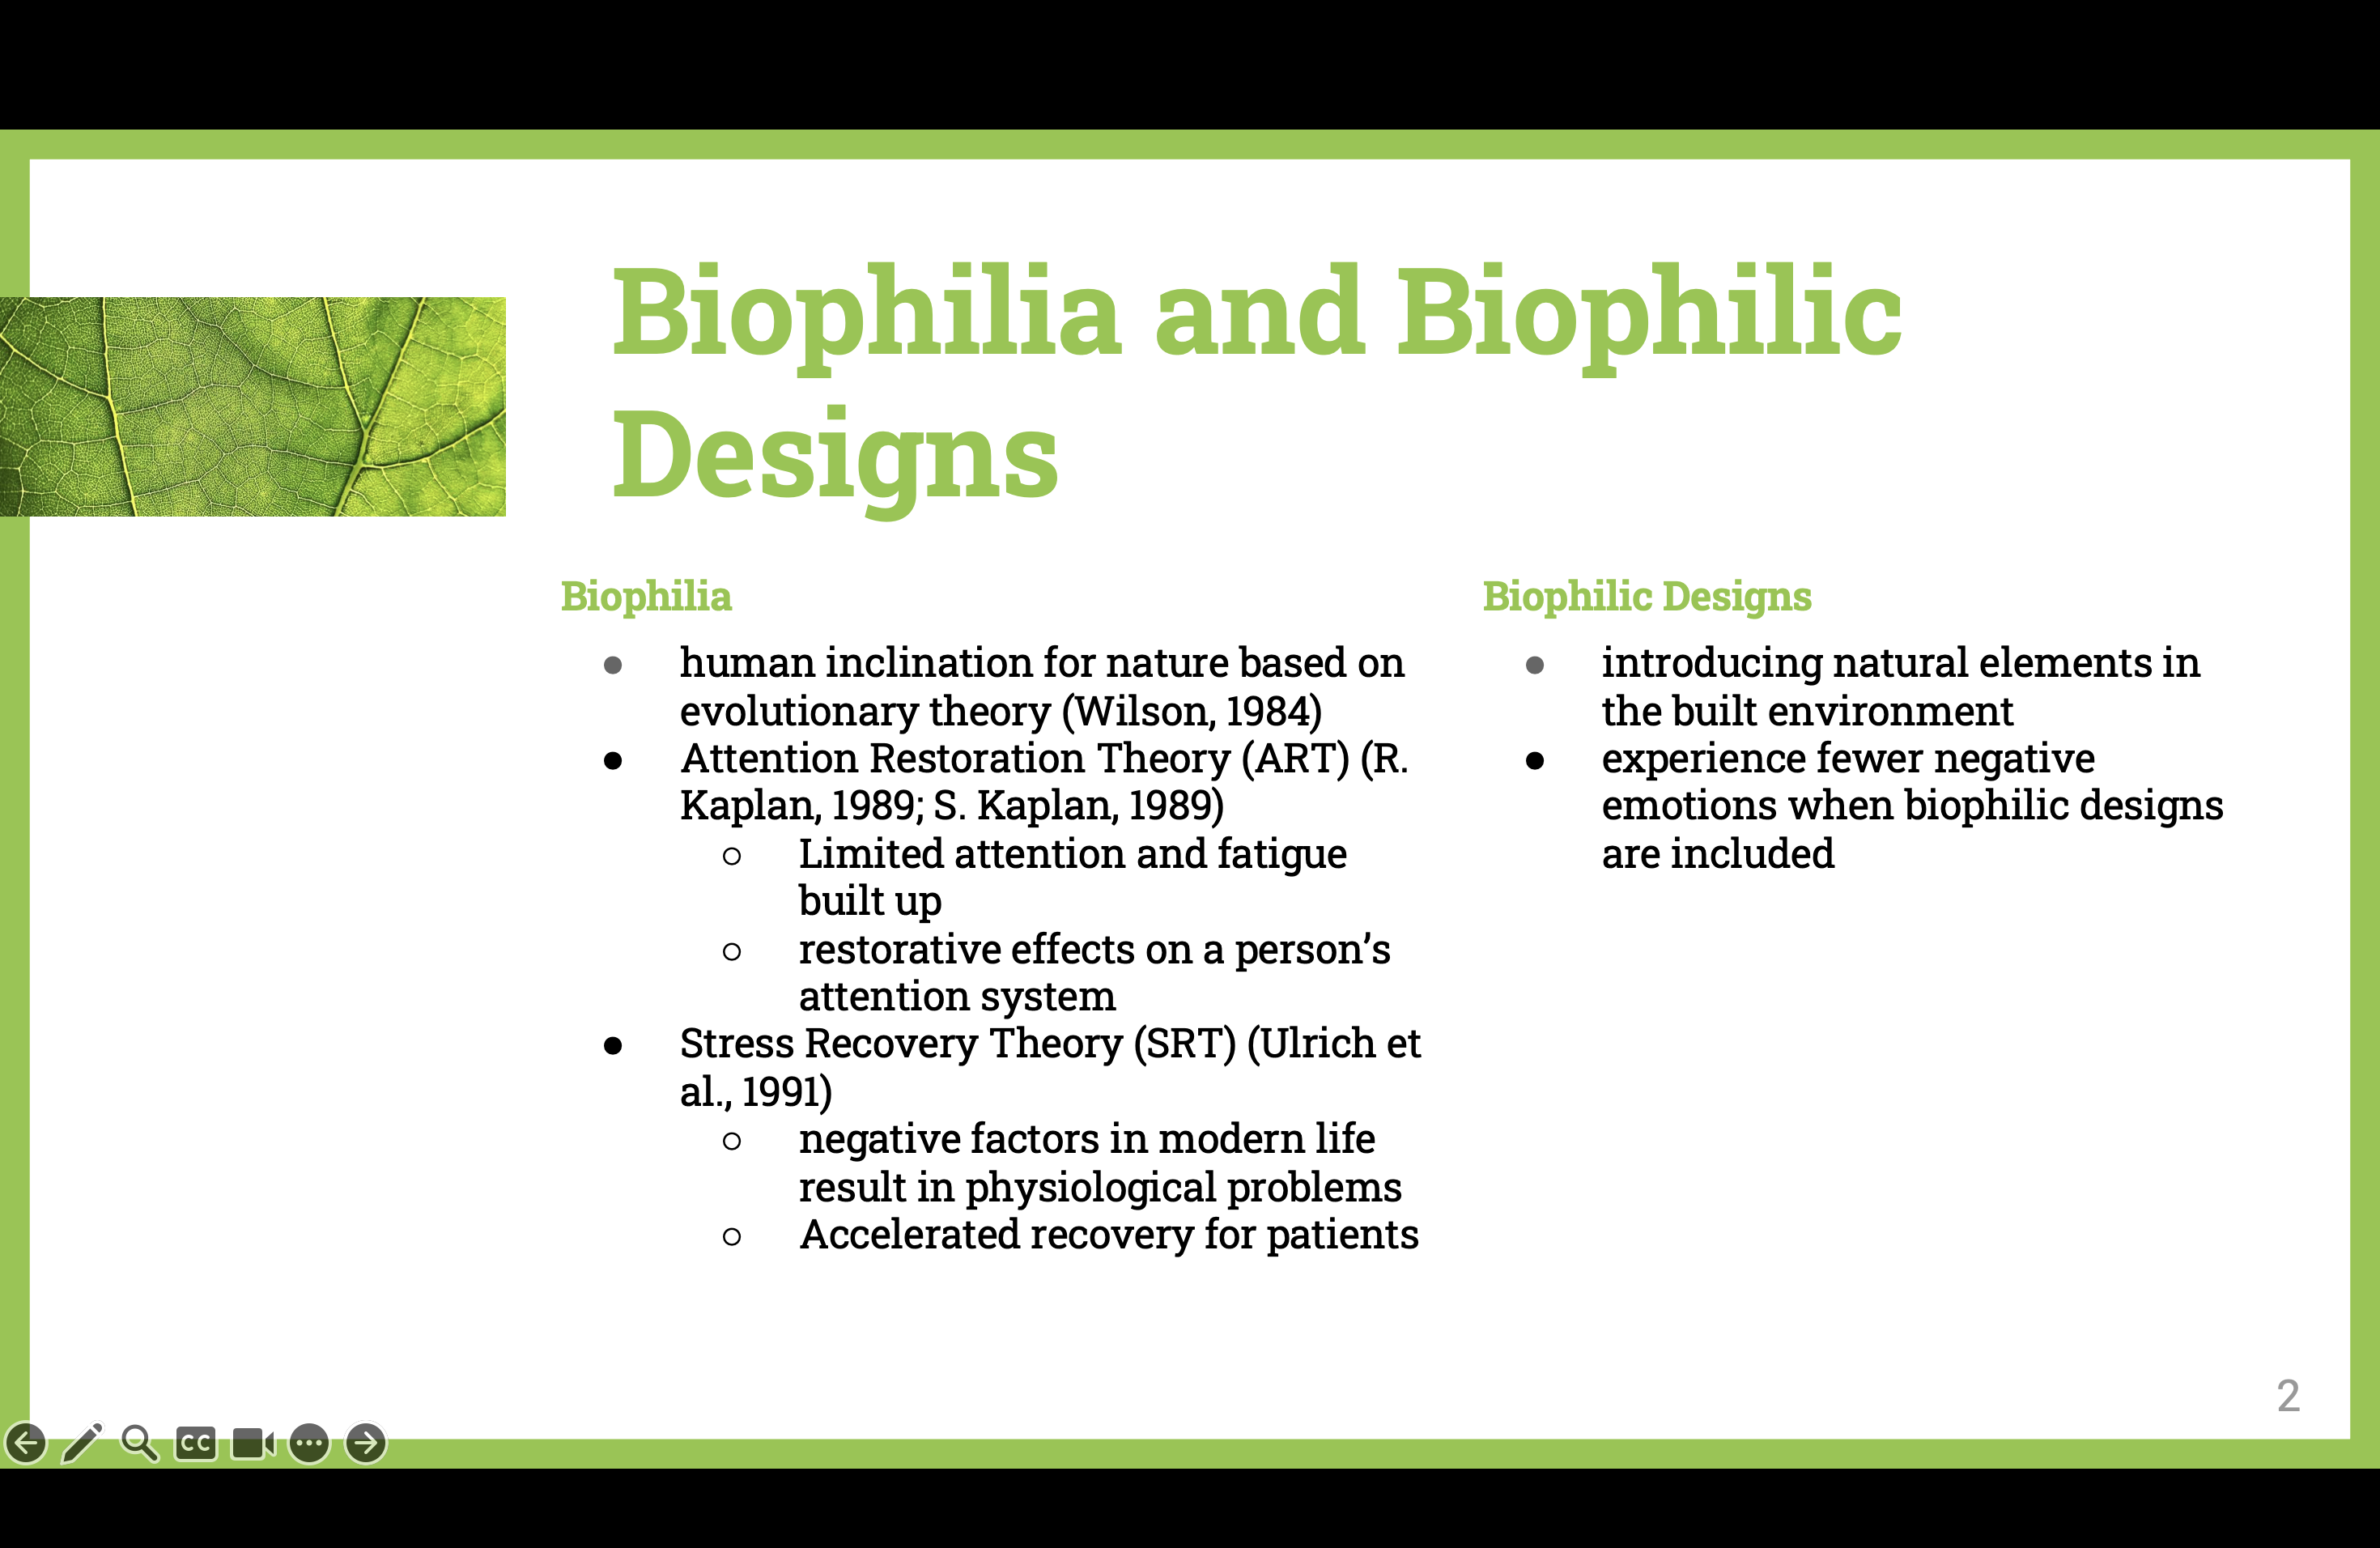 Biophilia and Biophilic
Designs
Biophilia
● human inclination for nature based on
evolutionary theory (Wilson, 1984)
● Attention Restoration Theory (ART) (R.
Kaplan, 1989; S. Kaplan, 1989)
○ Limited attention and fatigue
built up
○ restorative effects on a person’s
attention system
● Stress Recovery Theory (SRT) (Ulrich et
al., 1991)
○ negative factors in modern life
result in physiological problems
○ Accelerated recovery for patients
Biophilic Designs
● introducing natural elements in
the built environment
● experience fewer negative
emotions when biophilic designs
are included
2
CC